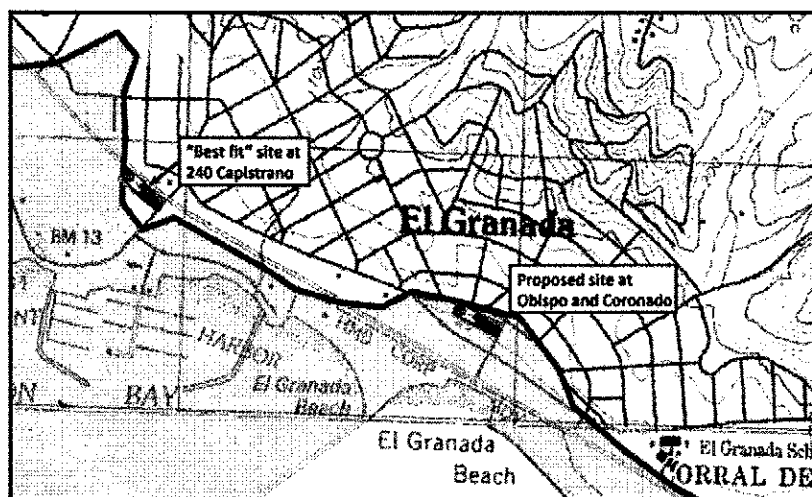 "Best fit" site at
240 Capistrano
El Granada
BM 13
Proposed site at
Obispo and Coronado
HARBOR
BAY
El Granada
Beach
El Granada
Beach
El Granada Sch
ORRAL DE